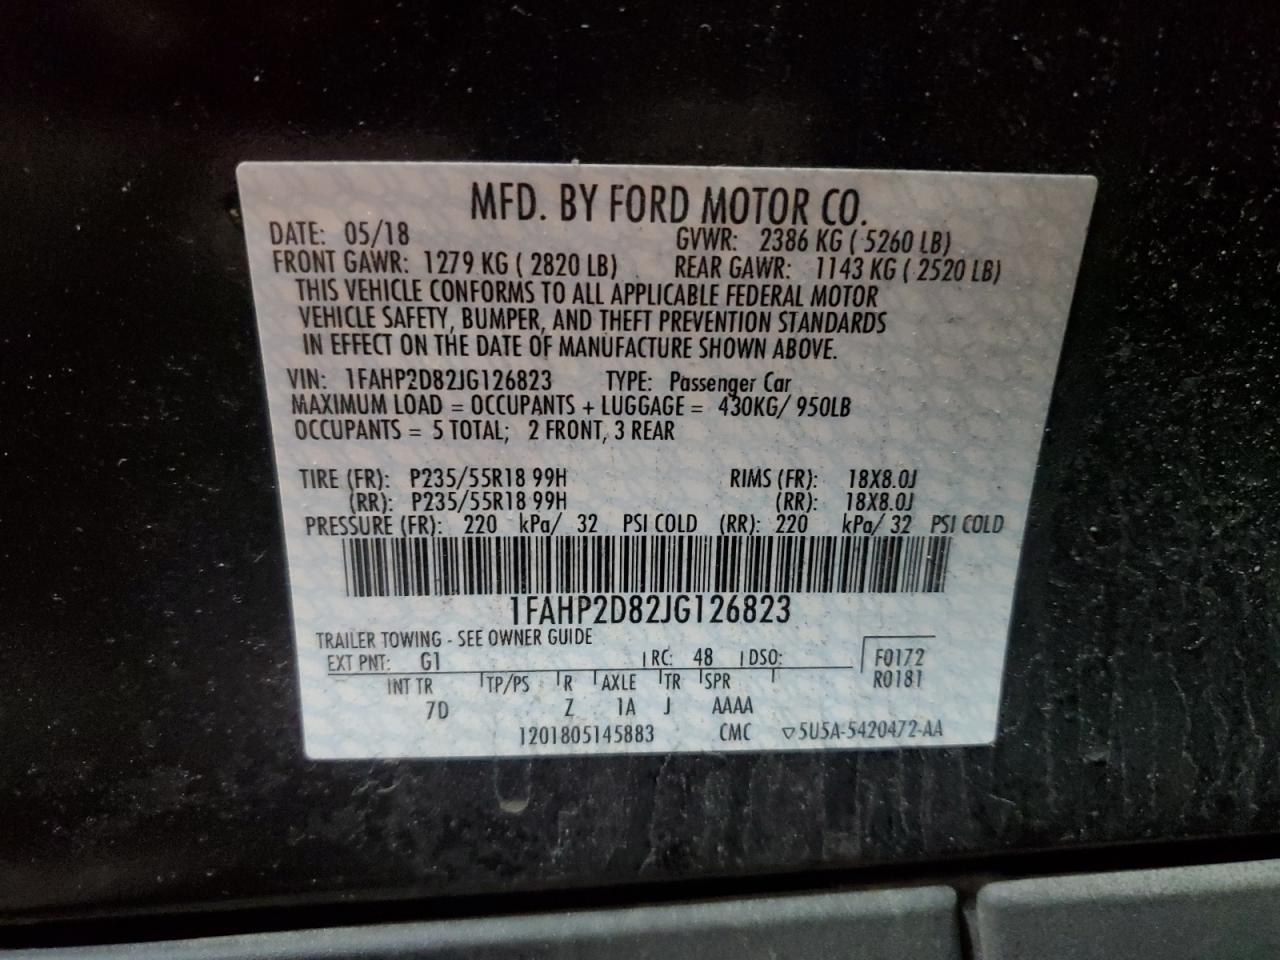 MFD. BY FORD MOTOR CO.
DATE: 05/18 GVWR: 2386 KG ( 5260 LB)
FRONT GAWR: 1279 KG ( 2820 LB) REAR GAWR: 1143 KG ( 2520 LB)
THIS VEHICLE CONFORMS TO ALL APPLICABLE FEDERAL MOTOR
VEHICLE SAFETY, BUMPER, AND THEFT PREVENTION STANDARDS
IN EFFECT ON THE DATE OF MANUFACTURE SHOWN ABOVE.
VIN: 1FAHP2D82JG126823 TYPE: Passenger Car
MAXIMUM LOAD = OCCUPANTS + LUGGAGE = 430KG/ 950LB
OCCUPANTS = 5 TOTAL; 2 FRONT, 3 REAR
TIRE (FR): P235/55R18 99H RIMS (FR): 18X8.0J
(RR): P235/55R18 99H (RR): 18X8.0J
PRESSURE (FR): 220 kPa/ 32 PSI COLD (RR): 220 kPa/ 32 PSI COLD
1FAHP2D82JG126823
TRAILER TOWING - SEE OWNER GUIDE
EXT PNT: G1 RC: 48 DSO: F0172
INT TR TP/PS R AXLE TR SPR R0181
7D Z 1A J AAAA
1201805145883 CMC ▽5U5A-5420472-AA